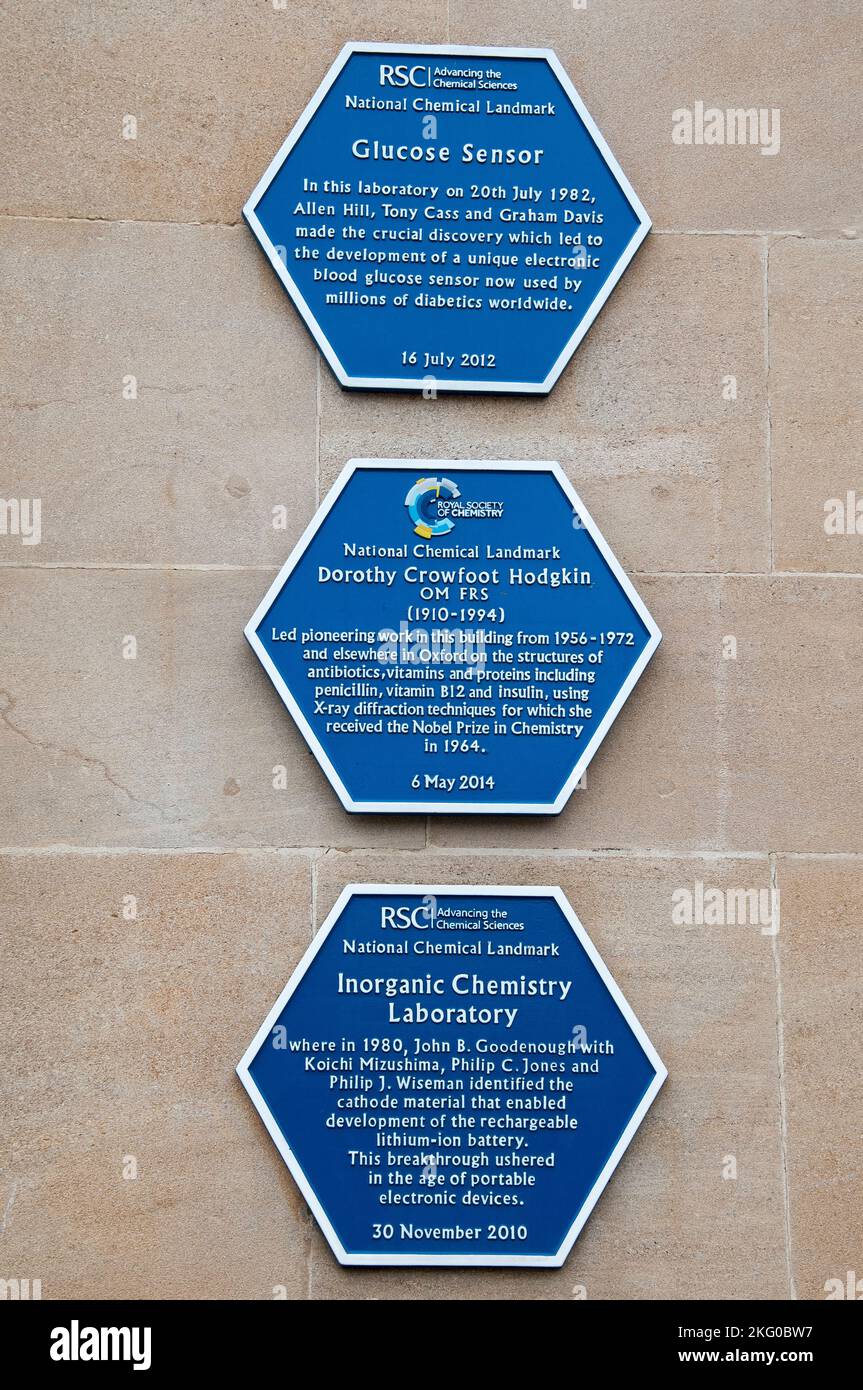 RSC Advancing the
Chemical Sciences
National Chemical Landmark
Glucose Sensor
In this laboratory on 20th July 1982,
Allen Hill, Tony Cass and Graham Davis
made the crucial discovery which led to
the development of a unique electronic
blood glucose sensor now used by
millions of diabetics worldwide.
16 July 2012
ROYAL SOCIETY
OF CHEMISTRY
National Chemical Landmark
Dorothy Crowfoot Hodgkin
OM FRS
(1910-1994)
Led pioneering work in this building from 1956-1972
and elsewhere in Oxford on the structures of
antibiotics, vitamins and proteins including
penicillin, vitamin B12 and insulin, using
X-ray diffraction techniques for which she
received the Nobel Prize in Chemistry
in 1964.
6 May 2014
RSC Advancing the
Chemical Sciences
National Chemical Landmark
Inorganic Chemistry
Laboratory
where in 1980, John B. Goodenough with
Koichi Mizushima, Philip C. Jones and
Philip J. Wiseman identified the
cathode material that enabled
development of the rechargeable
lithium-ion battery.
This breakthrough ushered
in the age of portable
electronic devices.
30 November 2010
alamy
alamy
alamy
alamy
alamy
alamy
a
a
a
a
a
a
a
a
a
a
a
a
alamy
Image ID: 2KG0BW7
www.alamy.com